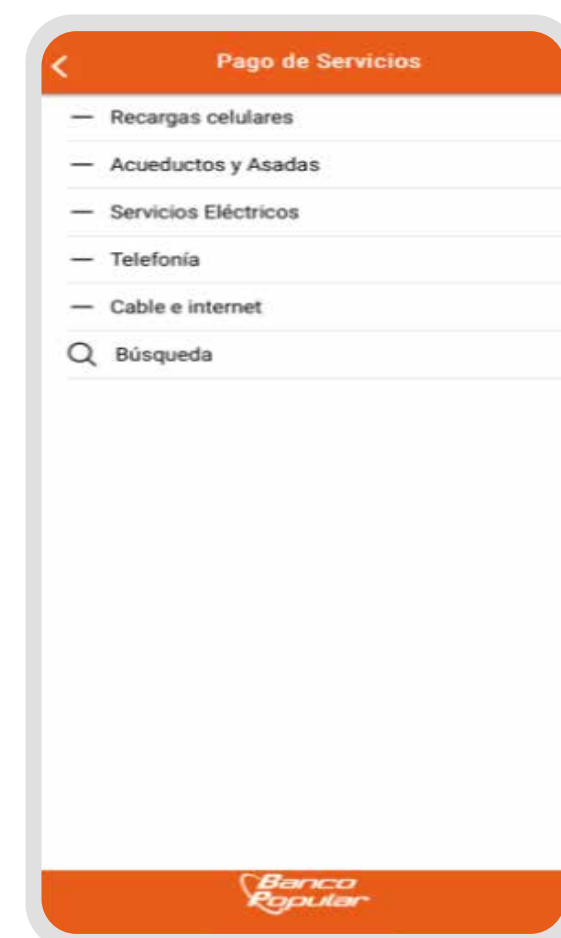 Pago de Servicios
Recargas celulares
Acueductos y Asadas
Servicios Eléctricos
Telefonía
Cable e internet
Búsqueda
Banco
Popular